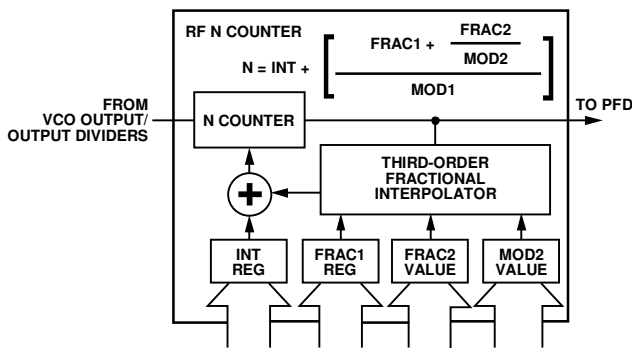 RF N COUNTER
N = INT +
FRAC1 +
FRAC2
MOD2
MOD1
FROM
VCO OUTPUT/
OUTPUT DIVIDERS
N COUNTER
TO PFD
THIRD-ORDER
FRACTIONAL
INTERPOLATOR
+
INT
REG
FRAC1
REG
FRAC2
VALUE
MOD2
VALUE